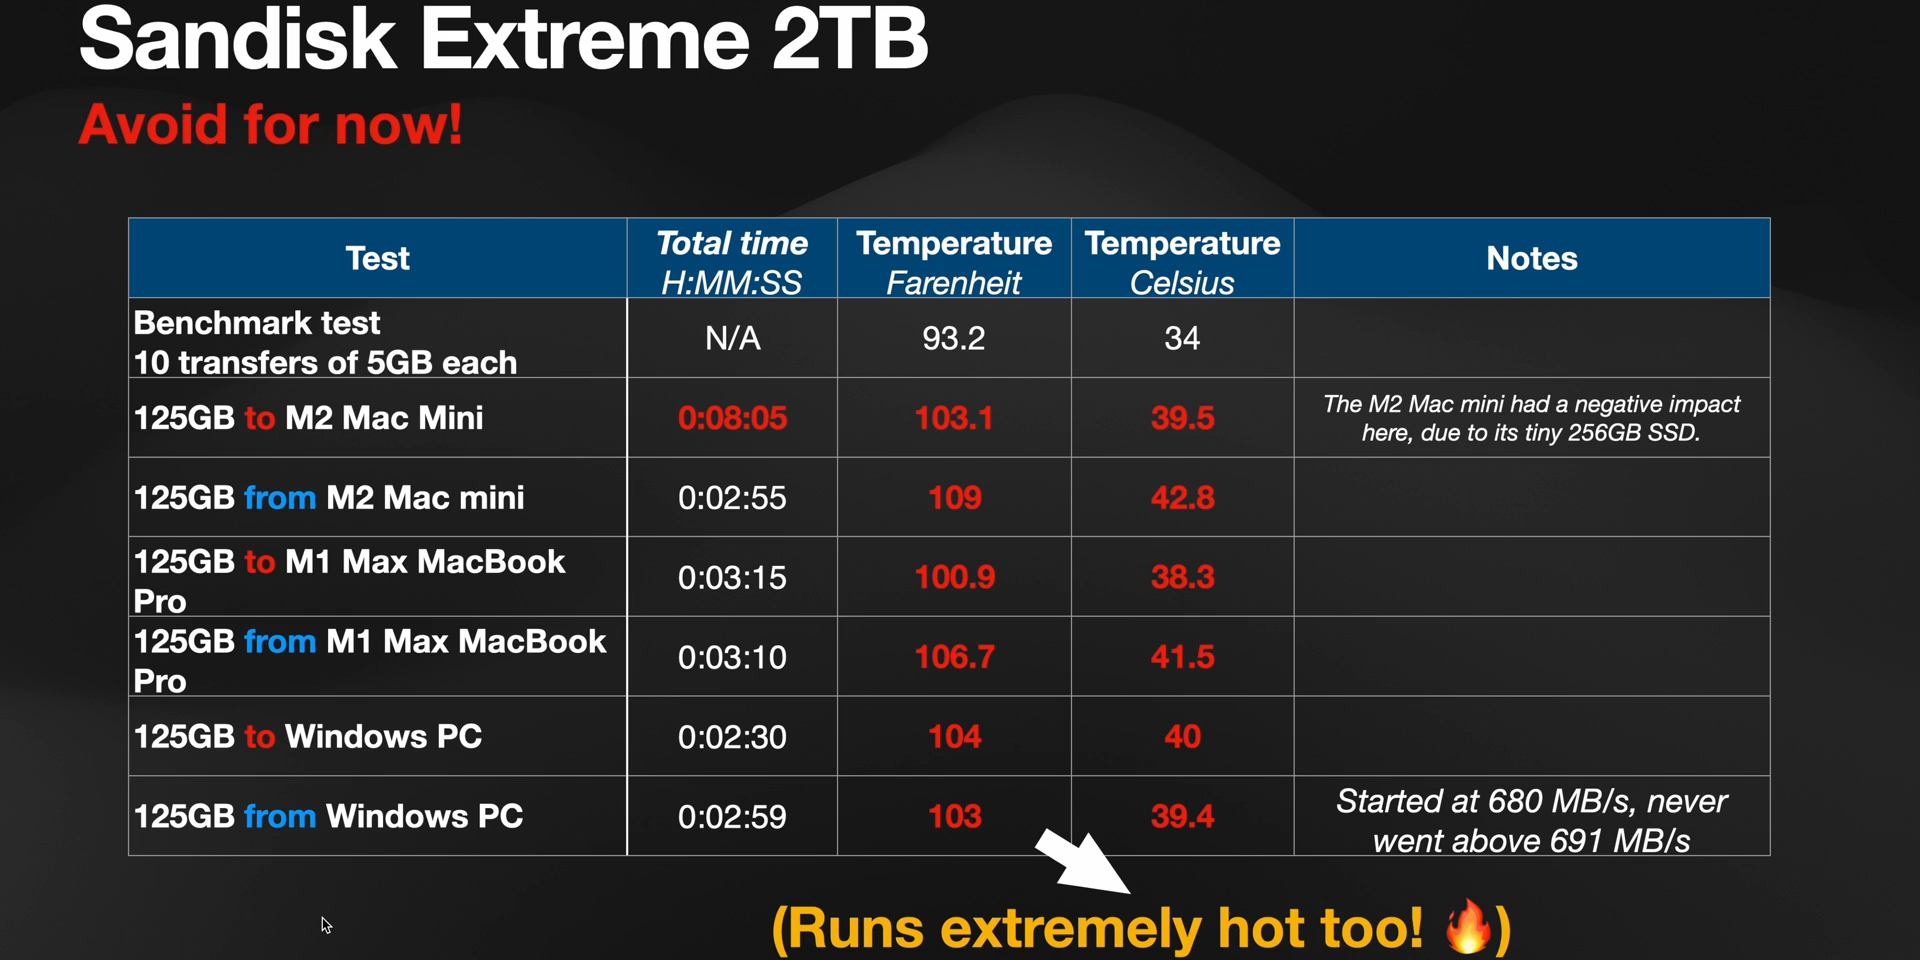 Sandisk Extreme 2TB
Avoid for now!
Test
Total time
H:MM:SS
Temperature
Farenheit
Temperature
Celsius
Notes
Benchmark test
10 transfers of 5GB each
N/A
93.2
34
125GB to M2 Mac Mini
0:08:05
103.1
39.5
The M2 Mac mini had a negative impact
here, due to its tiny 256GB SSD.
125GB from M2 Mac mini
0:02:55
109
42.8
125GB to M1 Max MacBook
Pro
0:03:15
100.9
38.3
125GB from M1 Max MacBook
Pro
0:03:10
106.7
41.5
125GB to Windows PC
0:02:30
104
40
125GB from Windows PC
0:02:59
103
39.4
Started at 680 MB/s, never
went above 691 MB/s
(Runs extremely hot too! 🔥)